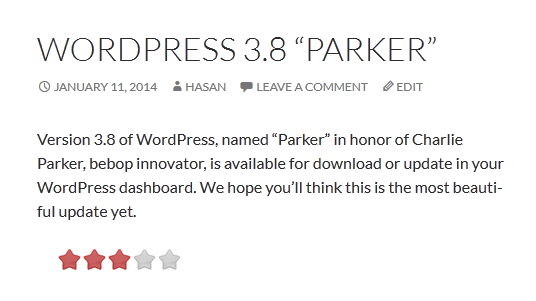 WORDPRESS 3.8 “PARKER”
JANUARY 11, 2014 HASAN LEAVE A COMMENT EDIT
Version 3.8 of WordPress, named “Parker” in honor of Charlie
Parker, bebop innovator, is available for download or update in your
WordPress dashboard. We hope you’ll think this is the most beauti-
ful update yet.